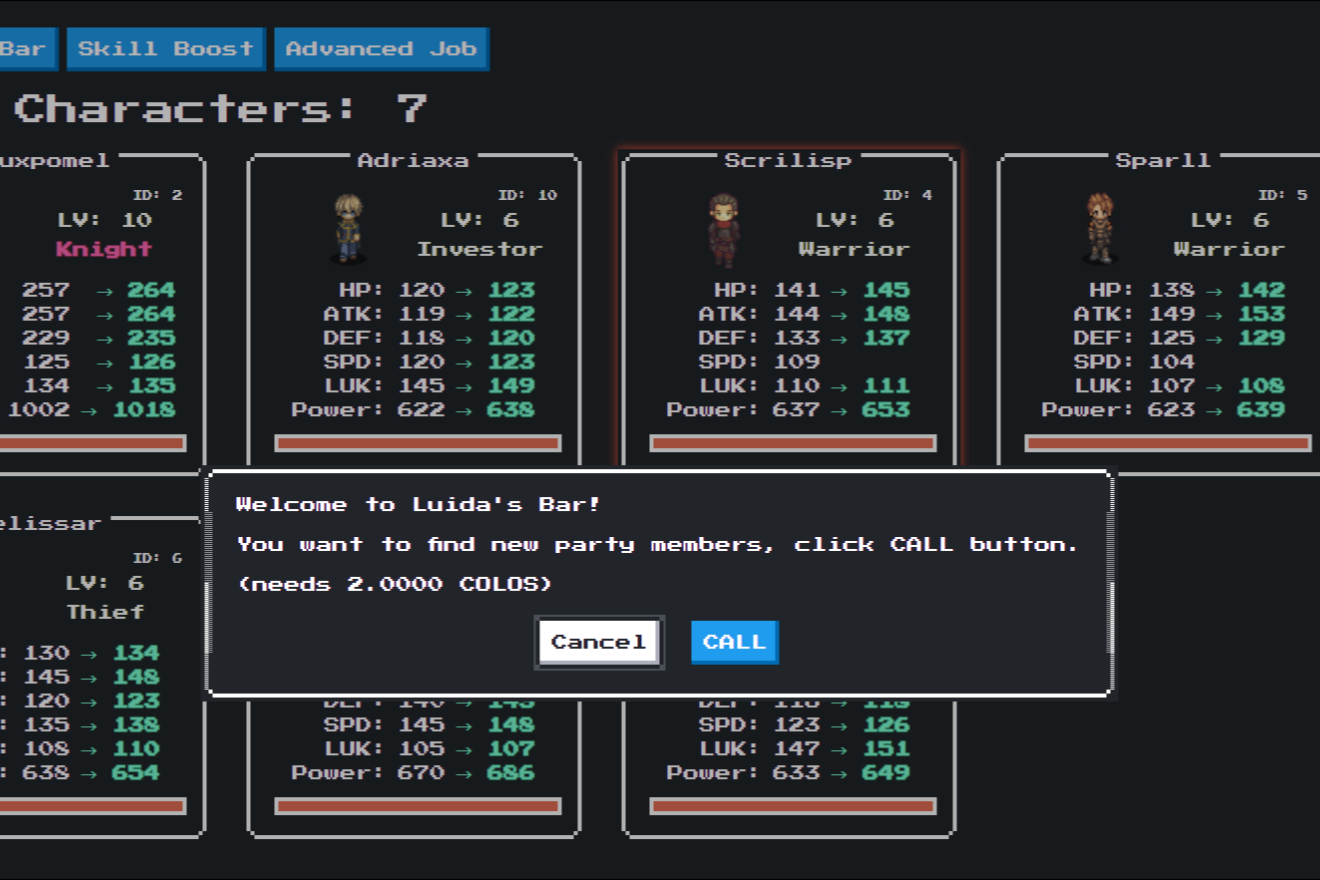 Bar Skill Boost Advanced Job
Characters: 7
uxpomel
ID: 2
LV: 10
Knight
257 → 264
257 → 264
229 → 235
125 → 126
134 → 135
1002 → 1018
Adriaxa
ID: 10
LV: 6
Investor
HP: 120 → 123
ATK: 119 → 122
DEF: 118 → 120
SPD: 120 → 123
LUK: 145 → 149
Power: 622 → 638
Scrilisp
ID: 4
LV: 6
Warrior
HP: 141 → 145
ATK: 144 → 148
DEF: 133 → 137
SPD: 109
LUK: 110 → 111
Power: 637 → 653
Sparll
ID: 5
LV: 6
Warrior
HP: 138 → 142
ATK: 149 → 153
DEF: 125 → 129
SPD: 104
LUK: 107 → 108
Power: 623 → 639
Welcome to Luida's Bar!
You want to find new party members, click CALL button.
(needs 2.0000 COLOS)
Cancel CALL
elissar
ID: 6
LV: 6
Thief
: 130 → 134
: 145 → 148
: 120 → 123
: 135 → 138
: 108 → 110
: 638 → 654
SPD: 145 → 148
LUK: 105 → 107
Power: 670 → 686
SPD: 123 → 126
LUK: 147 → 151
Power: 633 → 649